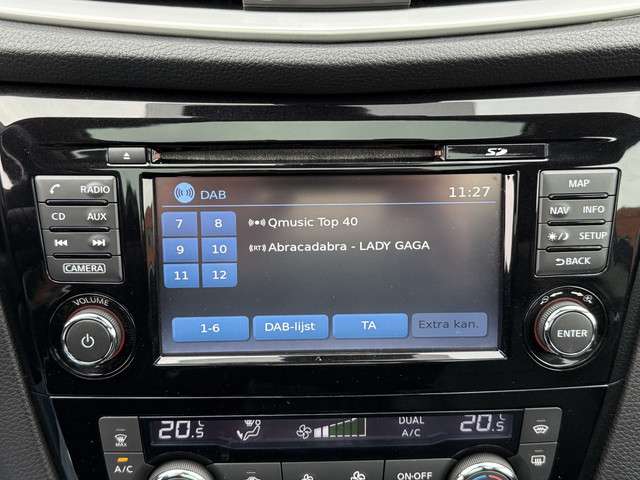 SD
RADIO
CD AUX
CAMERA
VOLUME
DAB 11:27
7 8 Qmusic Top 40
9 10 RT Abracadabra - LADY GAGA
11 12
1-6 DAB-lijst TA Extra kan.
MAP
NAV INFO
SETUP
BACK
ENTER
20.5°C DUAL A/C 20.5°C
MAX
A/C
ON·OFF